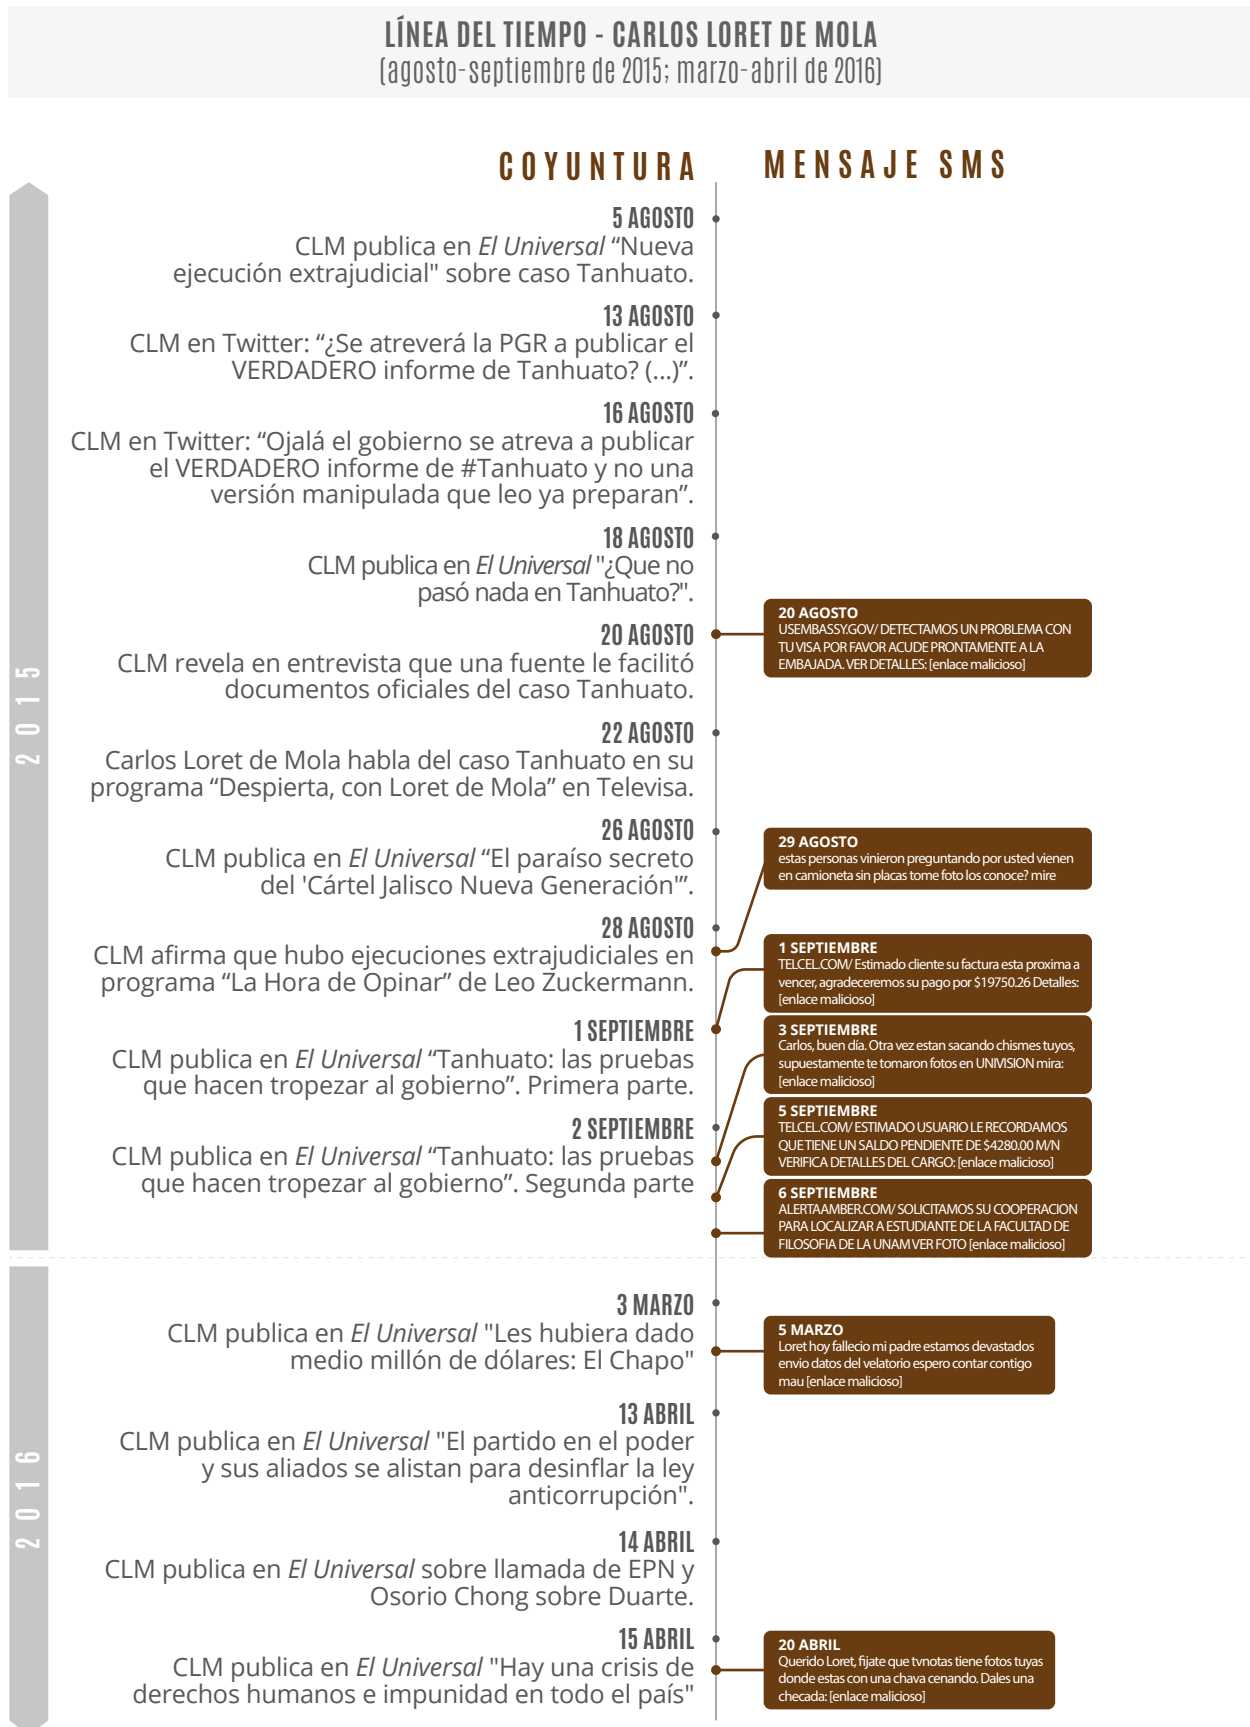 LÍNEA DEL TIEMPO - CARLOS LORET DE MOLA
(agosto-septiembre de 2015; marzo-abril de 2016)
COYUNTURA
MENSAJE SMS
2015
5 AGOSTO
CLM publica en El Universal “Nueva
ejecución extrajudicial" sobre caso Tanhuato.
13 AGOSTO
CLM en Twitter: “¿Se atreverá la PGR a publicar el
VERDADERO informe de Tanhuato? (...)”.
16 AGOSTO
CLM en Twitter: “Ojalá el gobierno se atreva a publicar
el VERDADERO informe de #Tanhuato y no una
versión manipulada que leo ya preparan”.
18 AGOSTO
CLM publica en El Universal "¿Que no
pasó nada en Tanhuato?".
20 AGOSTO
CLM revela en entrevista que una fuente le facilitó
documentos oficiales del caso Tanhuato.
20 AGOSTO
USEMBASSY.GOV/ DETECTAMOS UN PROBLEMA CON
TU VISA POR FAVOR ACUDE PRONTAMENTE A LA
EMBAJADA. VER DETALLES: [enlace malicioso]
22 AGOSTO
Carlos Loret de Mola habla del caso Tanhuato en su
programa “Despierta, con Loret de Mola” en Televisa.
26 AGOSTO
CLM publica en El Universal “El paraíso secreto
del 'Cártel Jalisco Nueva Generación'”.
29 AGOSTO
estas personas vinieron preguntando por usted vienen
en camioneta sin placas tome foto los conoce? mire
28 AGOSTO
CLM afirma que hubo ejecuciones extrajudiciales en
programa “La Hora de Opinar” de Leo Zuckermann.
1 SEPTIEMBRE
TELCEL.COM/ Estimado cliente su factura esta proxima a
vencer, agradeceremos su pago por $19750.26 Detalles:
[enlace malicioso]
1 SEPTIEMBRE
CLM publica en El Universal “Tanhuato: las pruebas
que hacen tropezar al gobierno”. Primera parte.
3 SEPTIEMBRE
Carlos, buen día. Otra vez estan sacando chismes tuyos,
supuestamente te tomaron fotos en UNIVISION mira:
[enlace malicioso]
2 SEPTIEMBRE
CLM publica en El Universal “Tanhuato: las pruebas
que hacen tropezar al gobierno”. Segunda parte
5 SEPTIEMBRE
TELCEL.COM/ ESTIMADO USUARIO LE RECORDAMOS
QUE TIENE UN SALDO PENDIENTE DE $4280.00 M/N
VERIFICA DETALLES DEL CARGO: [enlace malicioso]
6 SEPTIEMBRE
ALERTAAMBER.COM/ SOLICITAMOS SU COOPERACION
PARA LOCALIZAR A ESTUDIANTE DE LA FACULTAD DE
FILOSOFIA DE LA UNAM VER FOTO [enlace malicioso]
2016
3 MARZO
CLM publica en El Universal "Les hubiera dado
medio millón de dólares: El Chapo"
5 MARZO
Loret hoy fallecio mi padre estamos devastados
envio datos del velatorio espero contar contigo
mau [enlace malicioso]
13 ABRIL
CLM publica en El Universal "El partido en el poder
y sus aliados se alistan para desinflar la ley
anticorrupción".
14 ABRIL
CLM publica en El Universal sobre llamada de EPN y
Osorio Chong sobre Duarte.
15 ABRIL
CLM publica en El Universal "Hay una crisis de
derechos humanos e impunidad en todo el país"
20 ABRIL
Querido Loret, fijate que tvnotas tiene fotos tuyas
donde estas con una chava cenando. Dales una
checada: [enlace malicioso]